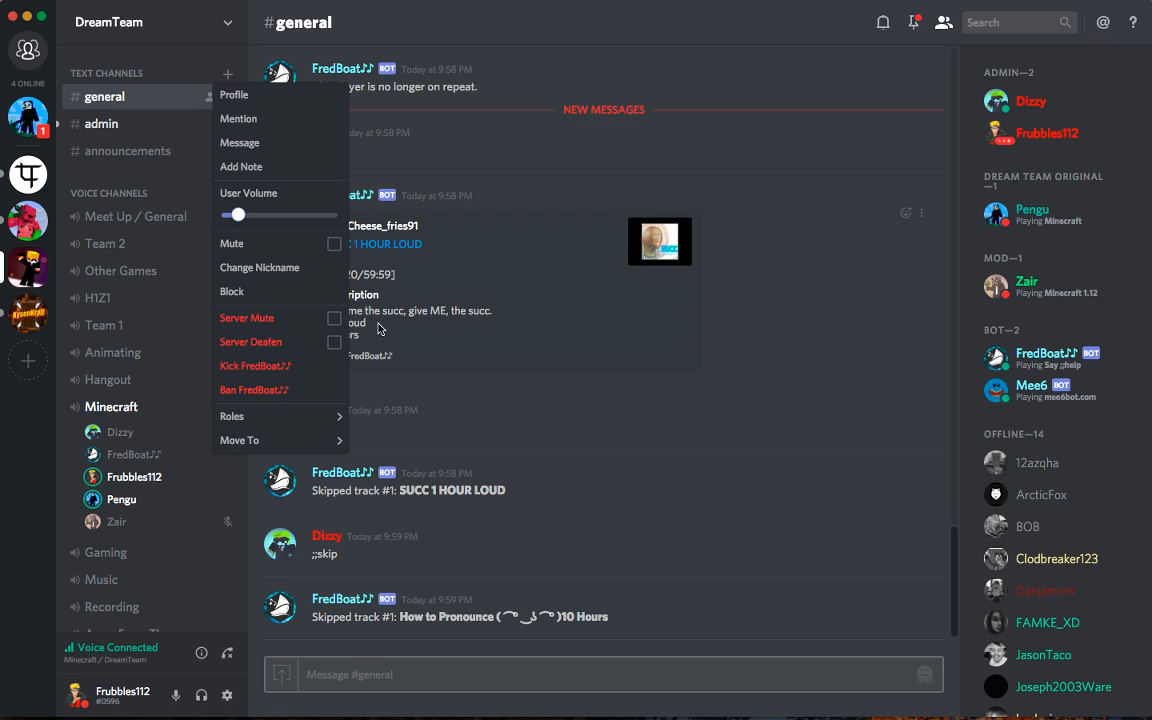 DreamTeam
4 ONLINE
1
TEXT CHANNELS
# general
# admin
# announcements
VOICE CHANNELS
Meet Up / General
Team 2
Other Games
H1Z1
Team 1
Animating
Hangout
Minecraft
Dizzy
FredBoat♪♪
Frubbles112
Pengu
Zair
Gaming
Music
Recording
Voice Connected
Minecraft / DreamTeam
Frubbles112
#0596
Profile
Mention
Message
Add Note
User Volume
Mute
Change Nickname
Block
Server Mute
Server Deafen
Kick FredBoat♪♪
Ban FredBoat♪♪
Roles
Move To
#general
Search
FredBoat♪♪ BOT Today at 9:58 PM
yer is no longer on repeat.
NEW MESSAGES
day at 9:58 PM
at♪♪ BOT Today at 9:58 PM
Cheese_fries91
1 HOUR LOUD
20/59:59]
ription
me the succ, give ME, the succ.
oud
rs
FredBoat♪♪
Today at 9:58 PM
FredBoat♪♪ BOT Today at 9:58 PM
Skipped track #1: SUCC 1 HOUR LOUD
Dizzy Today at 9:59 PM
;;skip
FredBoat♪♪ BOT Today at 9:59 PM
Skipped track #1: How to Pronounce ( ͡° ͜ʖ ͡° )10 Hours
Message #general
ADMIN—2
Dizzy
Frubbles112
DREAM TEAM ORIGINAL
—1
Pengu
Playing Minecraft
MOD—1
Zair
Playing Minecraft 1.12
BOT—2
FredBoat♪♪ BOT
Playing Say ;;help
Mee6 BOT
Playing mee6bot.com
OFFLINE—14
12azqha
ArcticFox
BOB
Clodbreaker123
FAMKE_XD
JasonTaco
Joseph2003Ware